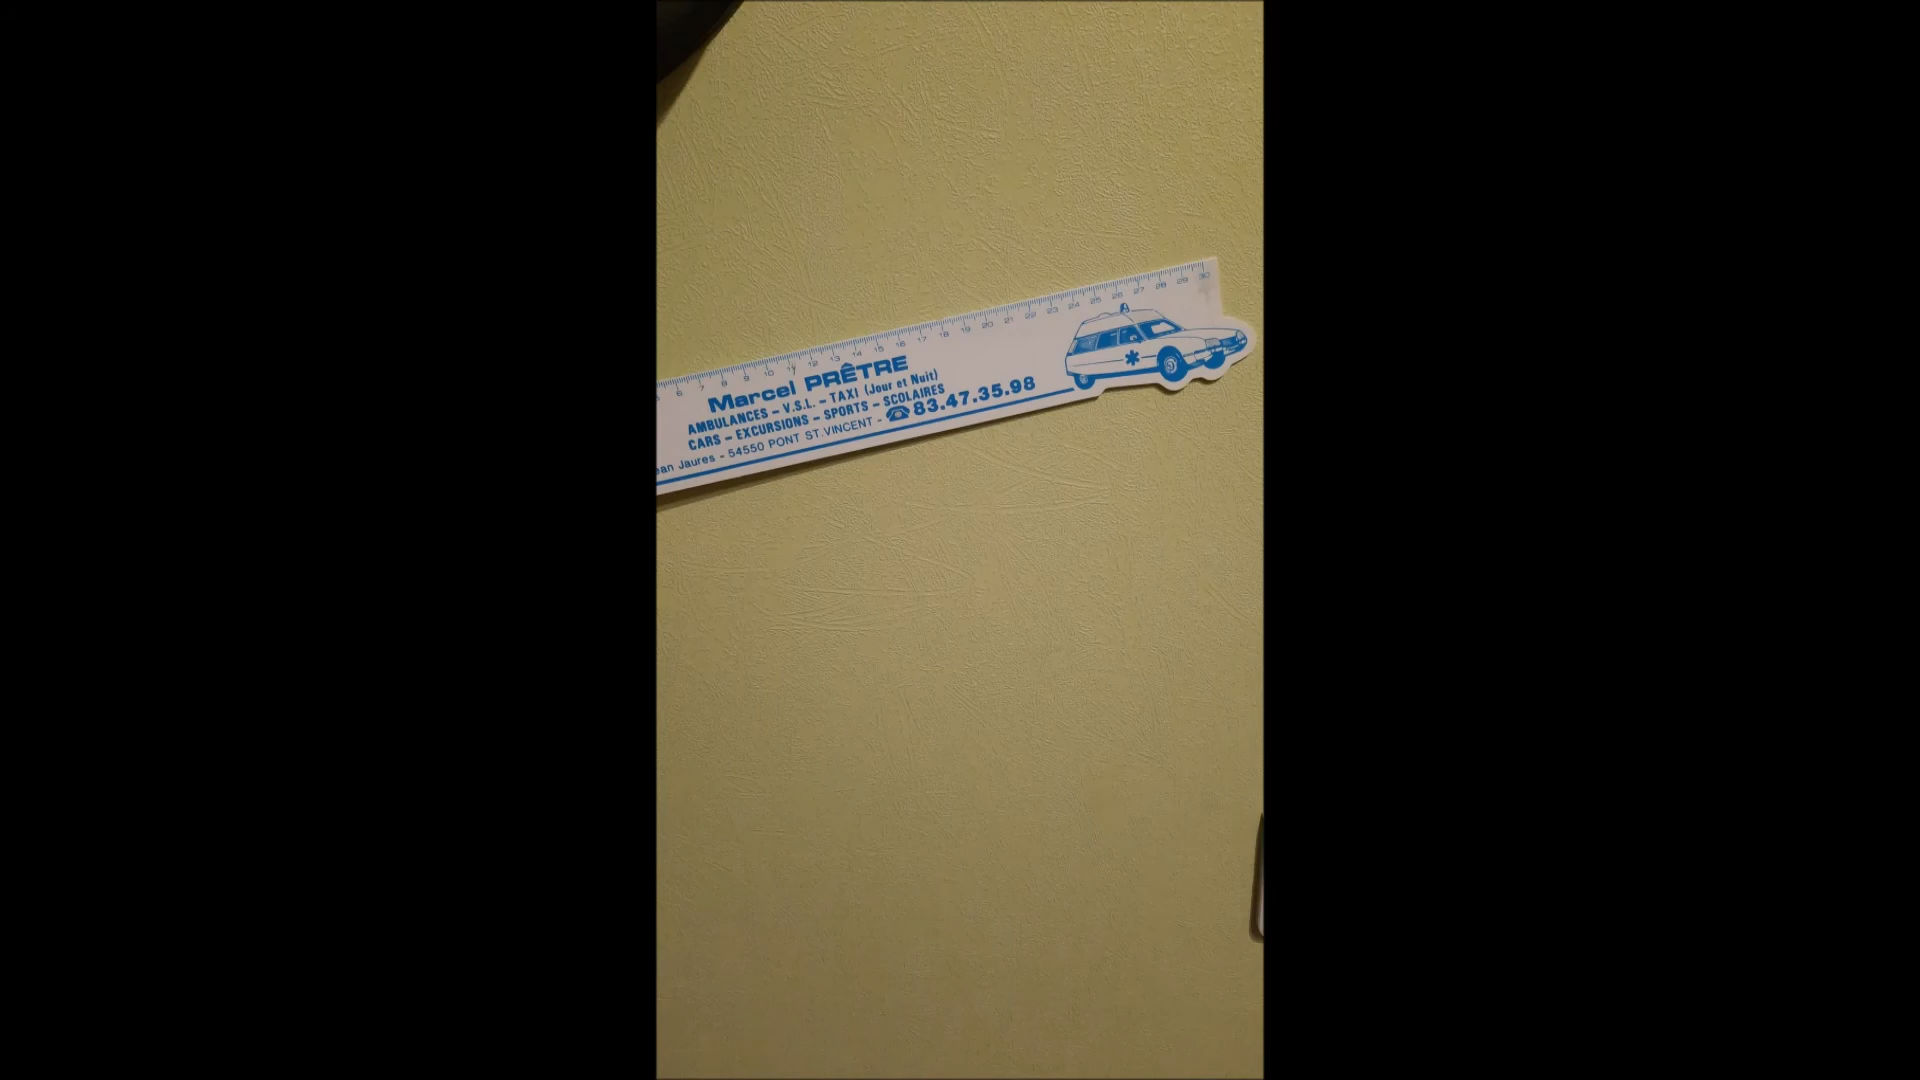 6 7 8 9 10 11 12 13 14 15 16 17 18 19 20 21 22 23 24 25 26 27 28 29 30
Marcel PRÊTRE
AMBULANCES - V.S.L. - TAXI (Jour et Nuit)
CARS - EXCURSIONS - SPORTS - SCOLAIRES
Jaures - 54550 PONT ST. VINCENT - ☎ 83.47.35.98